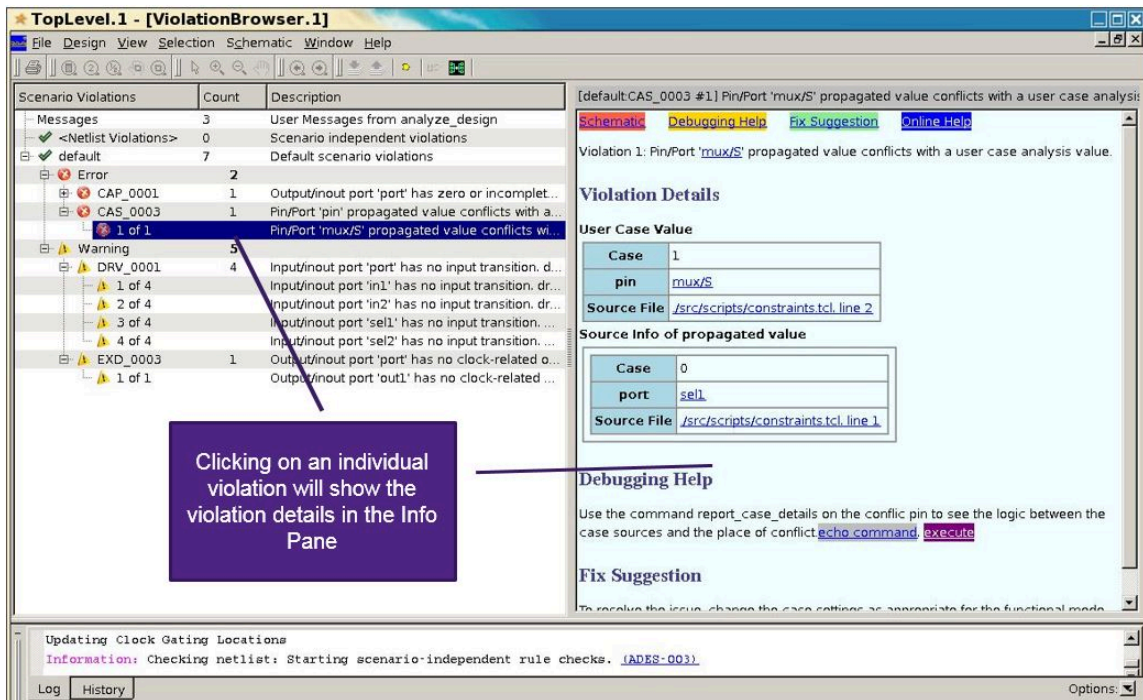 TopLevel.1 - [ViolationBrowser.1]
File Design View Selection Schematic Window Help
Scenario Violations Count Description
Messages 3 User Messages from analyze_design
<Netlist Violations> 0 Scenario independent violations
default 7 Default scenario violations
Error 2
CAP_0001 1 Output/inout port 'port' has zero or incomplet...
CAS_0003 1 Pin/Port 'pin' propagated value conflicts with a...
1 of 1 Pin/Port 'mux/S' propagated value conflicts wi...
Warning 5
DRV_0001 4 Input/inout port 'port' has no input transition. d...
1 of 4 Input/inout port 'in1' has no input transition. dr...
2 of 4 Input/inout port 'in2' has no input transition. dr...
3 of 4 Input/inout port 'sel1' has no input transition. ...
4 of 4 Input/inout port 'sel2' has no input transition. ...
EXD_0003 1 Output/inout port 'port' has no clock-related o...
1 of 1 Output/inout port 'out1' has no clock-related ...
Clicking on an individual
violation will show the
violation details in the Info
Pane
[default:CAS_0003 #1] Pin/Port 'mux/S' propagated value conflicts with a user case analysis
Schematic Debugging Help Fix Suggestion Online Help
Violation 1: Pin/Port 'mux/S' propagated value conflicts with a user case analysis value.
Violation Details
User Case Value
Case 1
pin mux/S
Source File /src/scripts/constraints.tcl, line 2
Source Info of propagated value
Case 0
port sel1
Source File /src/scripts/constraints.tcl, line 1
Debugging Help
Use the command report_case_details on the conflic pin to see the logic between the
case sources and the place of conflict.echo command, execute
Fix Suggestion
To resolve the issue, change the case settings as appropriate for the functional mode
Updating Clock Gating Locations
Information: Checking netlist: Starting scenario-independent rule checks. (ADES-003)
Log History Options: